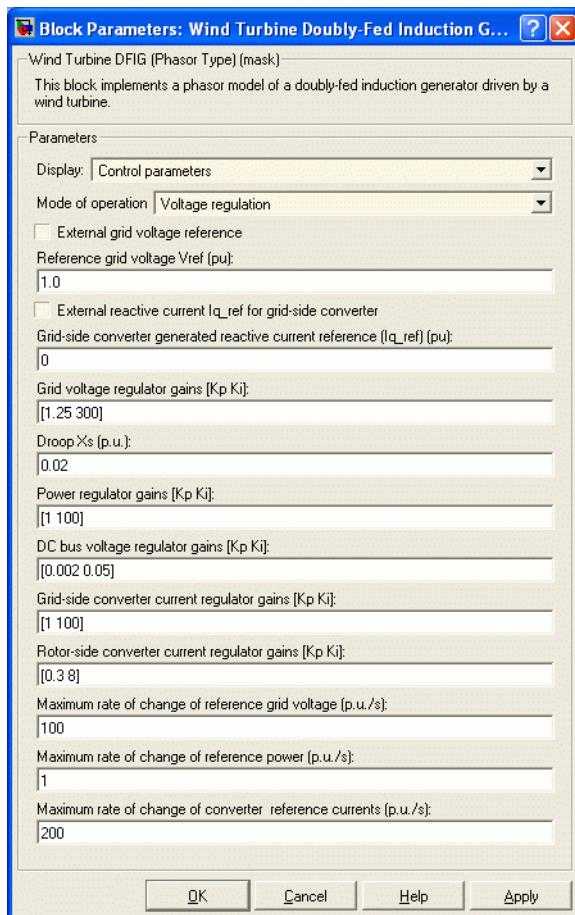 Block Parameters: Wind Turbine Doubly-Fed Induction G...
Wind Turbine DFIG (Phasor Type) (mask)
This block implements a phasor model of a doubly-fed induction generator driven by a
wind turbine.
Parameters
Display: Control parameters
Mode of operation Voltage regulation
External grid voltage reference
Reference grid voltage Vref (pu):
1.0
External reactive current Iq_ref for grid-side converter
Grid-side converter generated reactive current reference (Iq_ref) (pu):
0
Grid voltage regulator gains [Kp Ki]:
[1.25 300]
Droop Xs (p.u.):
0.02
Power regulator gains [Kp Ki]:
[1 100]
DC bus voltage regulator gains [Kp Ki]:
[0.002 0.05]
Grid-side converter current regulator gains [Kp Ki]:
[1 100]
Rotor-side converter current regulator gains [Kp Ki]:
[0.3 8]
Maximum rate of change of reference grid voltage (p.u./s):
100
Maximum rate of change of reference power (p.u./s):
1
Maximum rate of change of converter  reference currents (p.u./s):
200
OK Cancel Help Apply